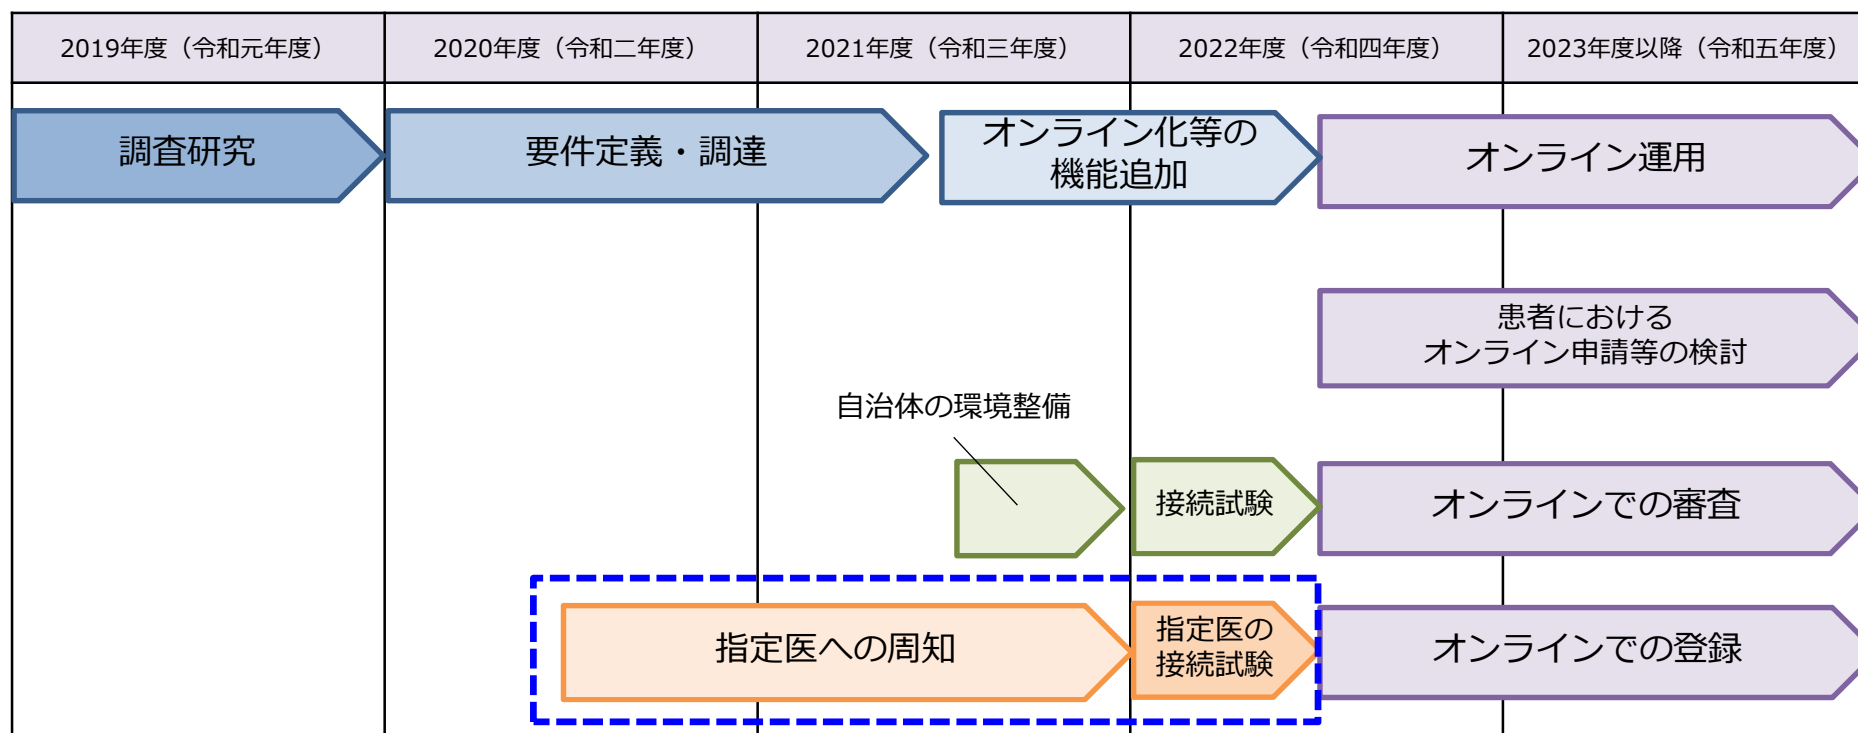 2019年度（令和元年度）
2020年度（令和二年度）
2021年度（令和三年度）
2022年度（令和四年度）
2023年度以降（令和五年度）
調査研究
要件定義・調達
オンライン化等の
機能追加
オンライン運用
患者における
オンライン申請等の検討
自治体の環境整備
接続試験
オンラインでの審査
指定医への周知
指定医の
接続試験
オンラインでの登録